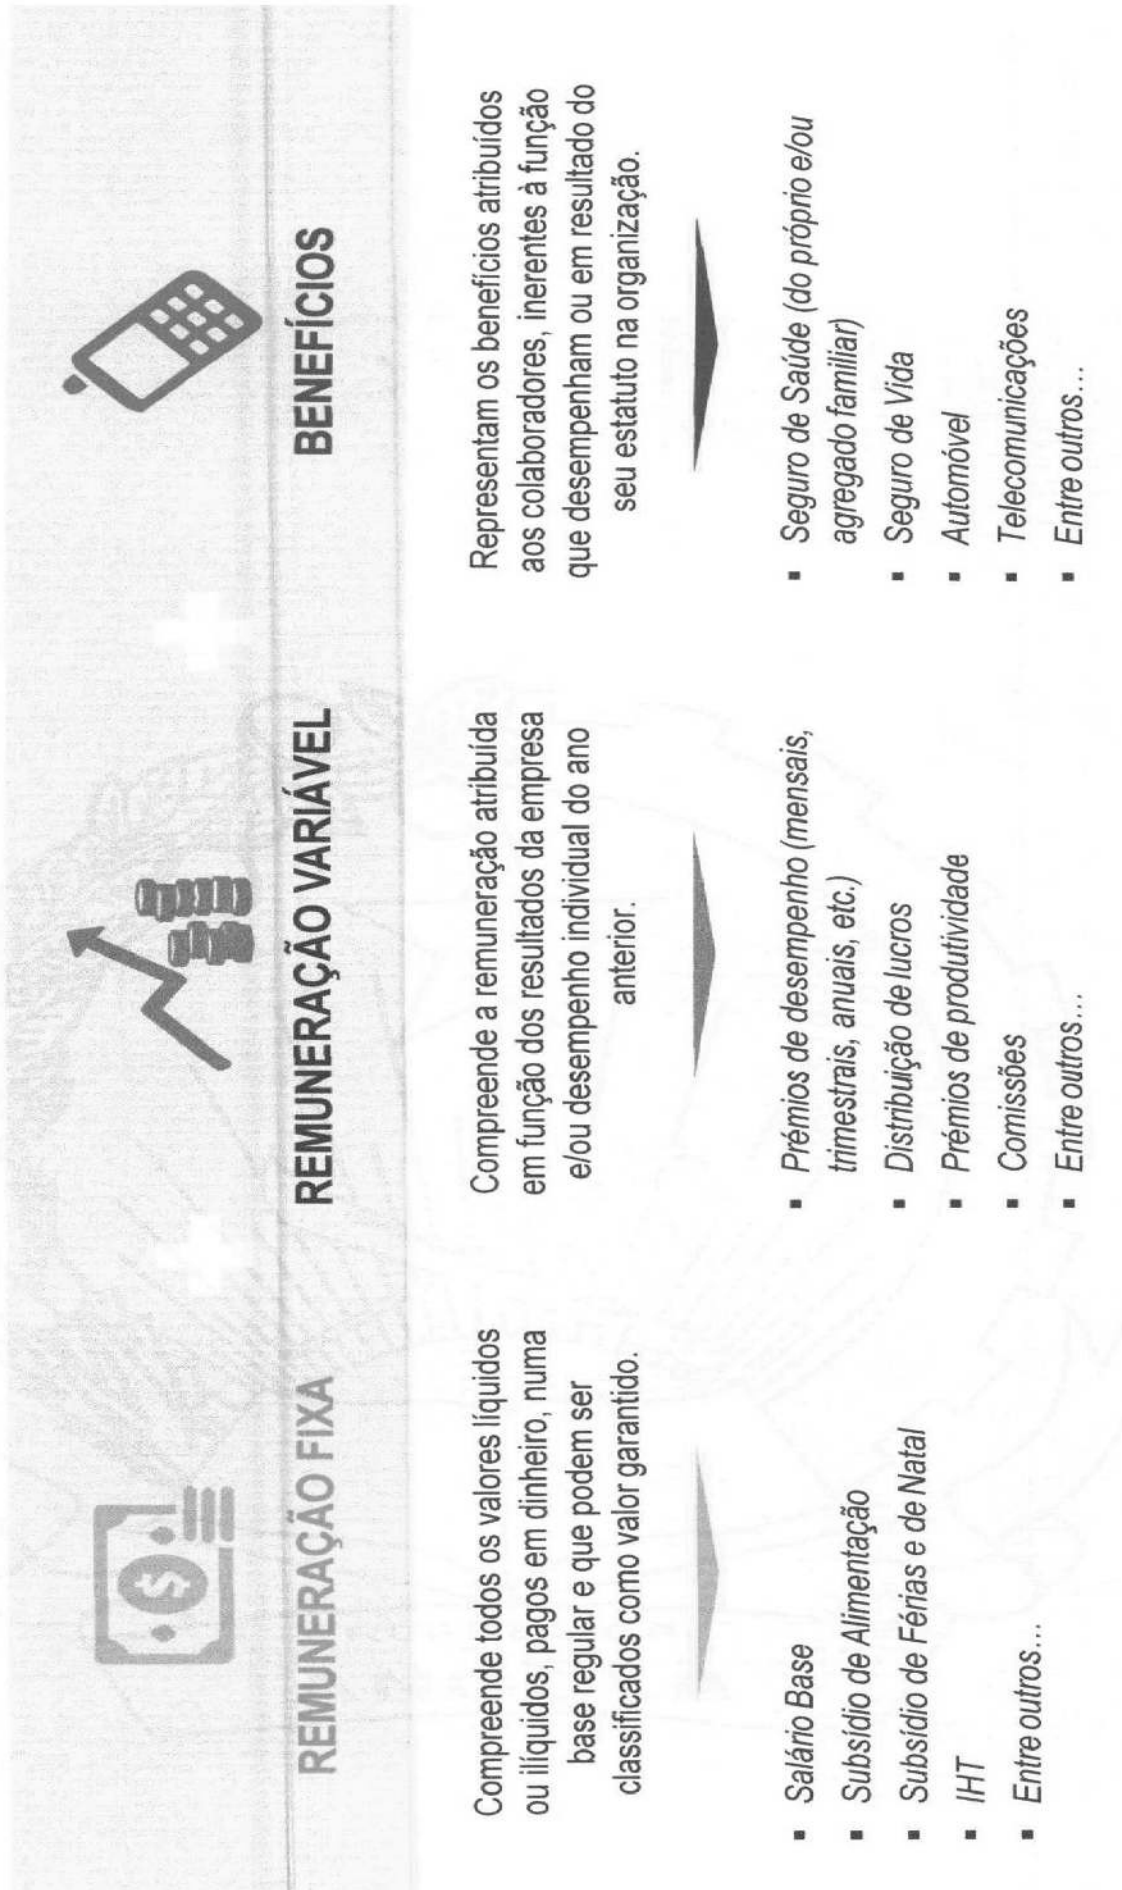 REMUNERAÇÃO FIXA
Compreende todos os valores líquidos
ou ilíquidos, pagos em dinheiro, numa
base regular e que podem ser
classificados como valor garantido.
▪ Salário Base
▪ Subsídio de Alimentação
▪ Subsídio de Férias e de Natal
▪ IHT
▪ Entre outros…
REMUNERAÇÃO VARIÁVEL
Compreende a remuneração atribuída
em função dos resultados da empresa
e/ou desempenho individual do ano
anterior.
▪ Prémios de desempenho (mensais,
trimestrais, anuais, etc.)
▪ Distribuição de lucros
▪ Prémios de produtividade
▪ Comissões
▪ Entre outros…
BENEFÍCIOS
Representam os benefícios atribuídos
aos colaboradores, inerentes à função
que desempenham ou em resultado do
seu estatuto na organização.
▪ Seguro de Saúde (do próprio e/ou
agregado familiar)
▪ Seguro de Vida
▪ Automóvel
▪ Telecomunicações
▪ Entre outros…